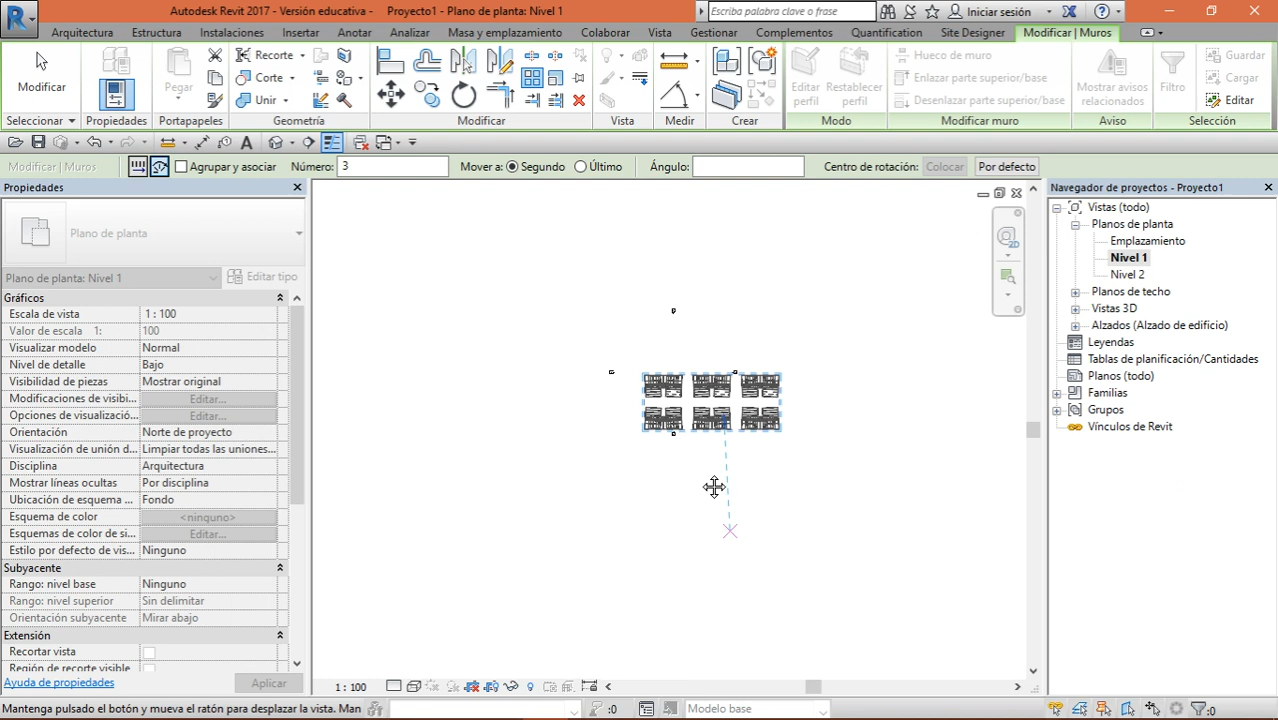 Autodesk Revit 2017 - Versión educativa - Proyecto1 - Plano de planta: Nivel 1
Escriba palabra clave o frase
Iniciar sesión
Arquitectura Estructura Instalaciones Insertar Anotar Analizar Masa y emplazamiento Colaborar Vista Gestionar Complementos Quantification Site Designer Modificar | Muros
Modificar
Pegar
Recorte
Corte
Unir
Editar perfil
Restablecer perfil
Hueco de muro
Enlazar parte superior/base
Desenlazar parte superior/base
Mostrar avisos relacionados
Filtro
Guardar
Cargar
Editar
Seleccionar Propiedades Portapapeles Geometría Modificar Vista Medir Crear Modo Modificar muro Aviso Selección
Modificar | Muros Agrupar y asociar Número: 3 Mover a: Segundo Último Ángulo: Centro de rotación: Colocar Por defecto
Propiedades
Plano de planta
Plano de planta: Nivel 1 Editar tipo
Gráficos
Escala de vista 1 : 100
Valor de escala 1: 100
Visualizar modelo Normal
Nivel de detalle Bajo
Visibilidad de piezas Mostrar original
Modificaciones de visibi... Editar...
Opciones de visualizació... Editar...
Orientación Norte de proyecto
Visualización de unión d... Limpiar todas las uniones...
Disciplina Arquitectura
Mostrar líneas ocultas Por disciplina
Ubicación de esquema ... Fondo
Esquema de color <ninguno>
Esquemas de color de si... Editar...
Estilo por defecto de vis... Ninguno
Subyacente
Rango: nivel base Ninguno
Rango: nivel superior Sin delimitar
Orientación subyacente Mirar abajo
Extensión
Recortar vista
Región de recorte visible
Ayuda de propiedades Aplicar
2D
Navegador de proyectos - Proyecto1
Vistas (todo)
Planos de planta
Emplazamiento
Nivel 1
Nivel 2
Planos de techo
Vistas 3D
Alzados (Alzado de edificio)
Leyendas
Tablas de planificación/Cantidades
Planos (todo)
Familias
Grupos
Vínculos de Revit
1 : 100
Mantenga pulsado el botón y mueva el ratón para desplazar la vista. Man
:0
Modelo base
:0